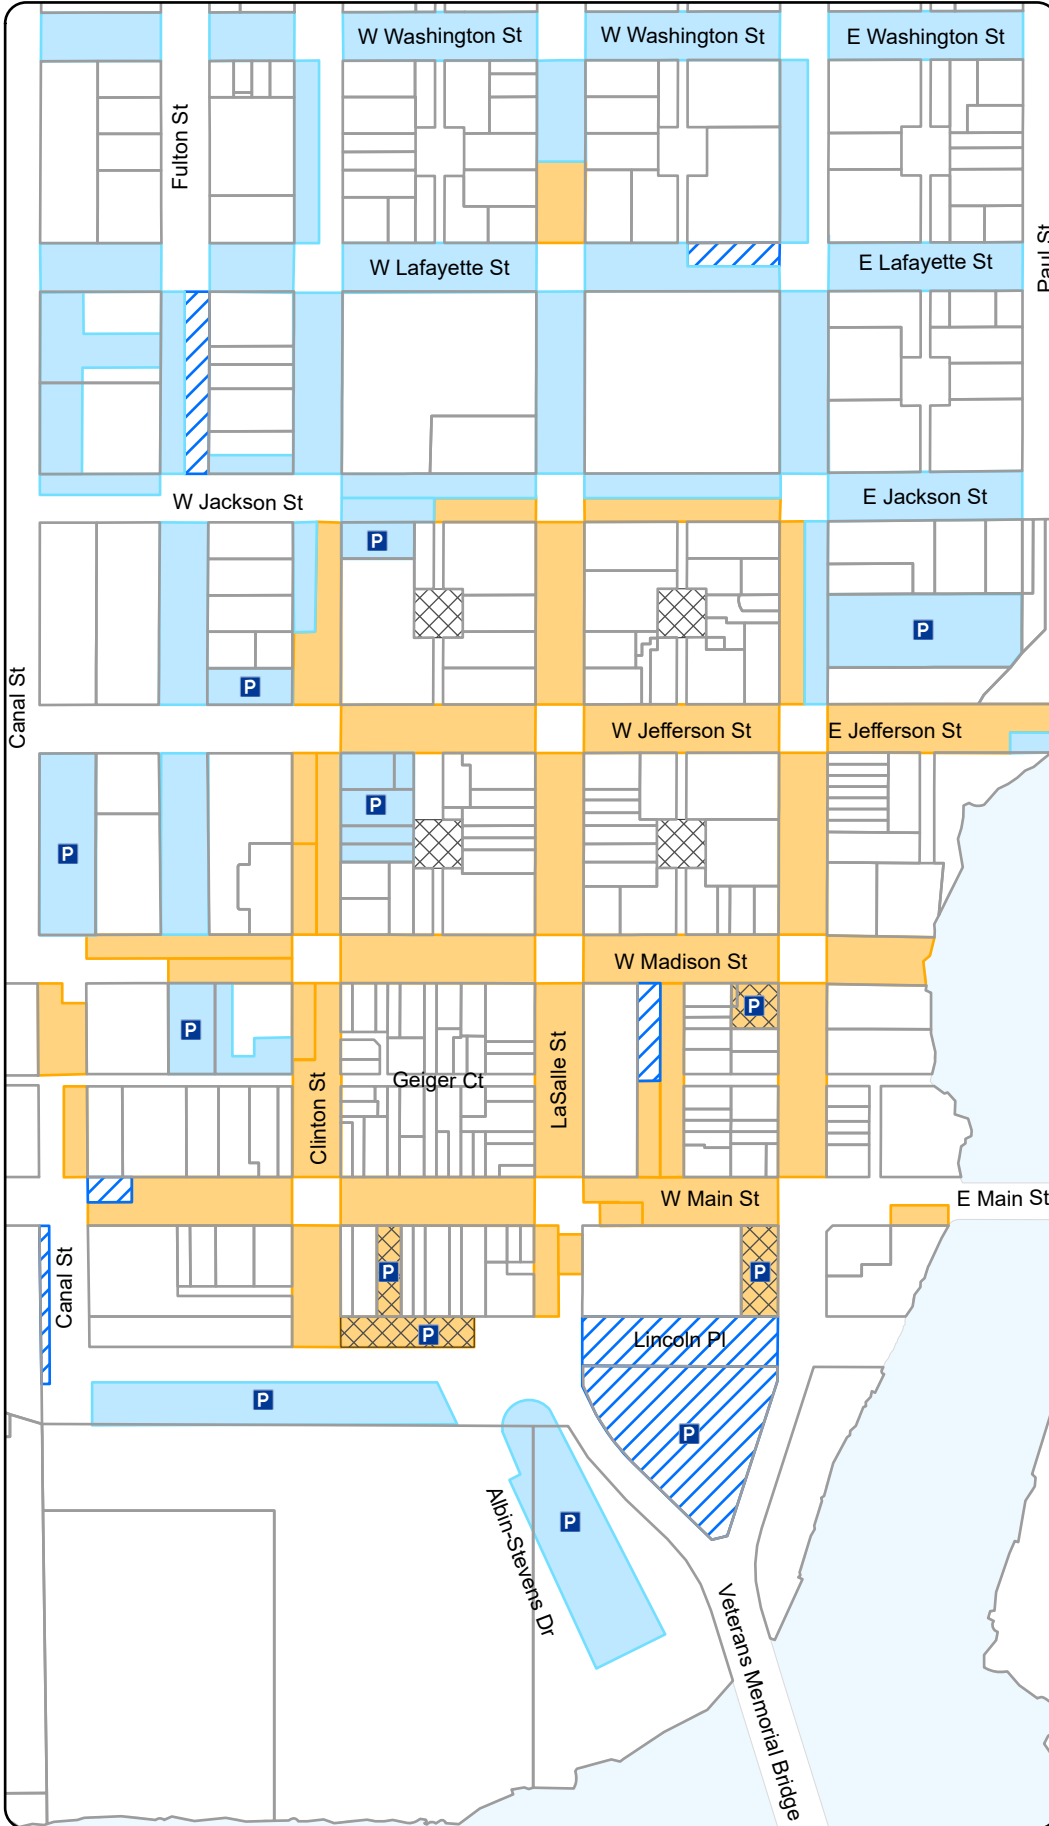 W Washington St
W Washington St
E Washington St
Fulton St
Paul St
W Lafayette St
E Lafayette St
W Jackson St
E Jackson St
P
P
P
Canal St
W Jefferson St
E Jefferson St
P
P
W Madison St
P
P
LaSalle St
Geiger Ct
Clinton St
W Main St
E Main St
Canal St
P
P
P
Lincoln Pl
P
P
Albin-Stevens Dr
P
Veterans Memorial Bridge